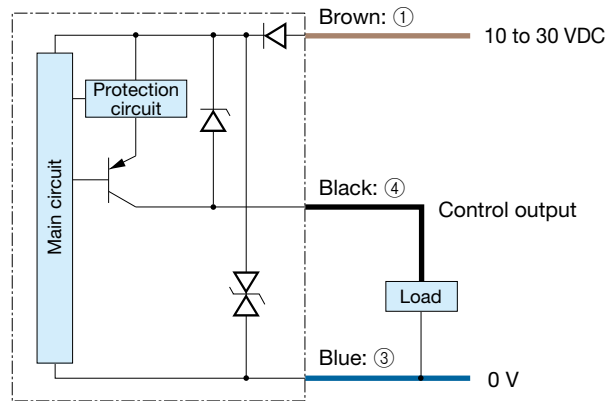 Brown: ①
10 to 30 VDC
Protection
circuit
Main circuit
Black: ④
Control output
Load
Blue: ③
0 V